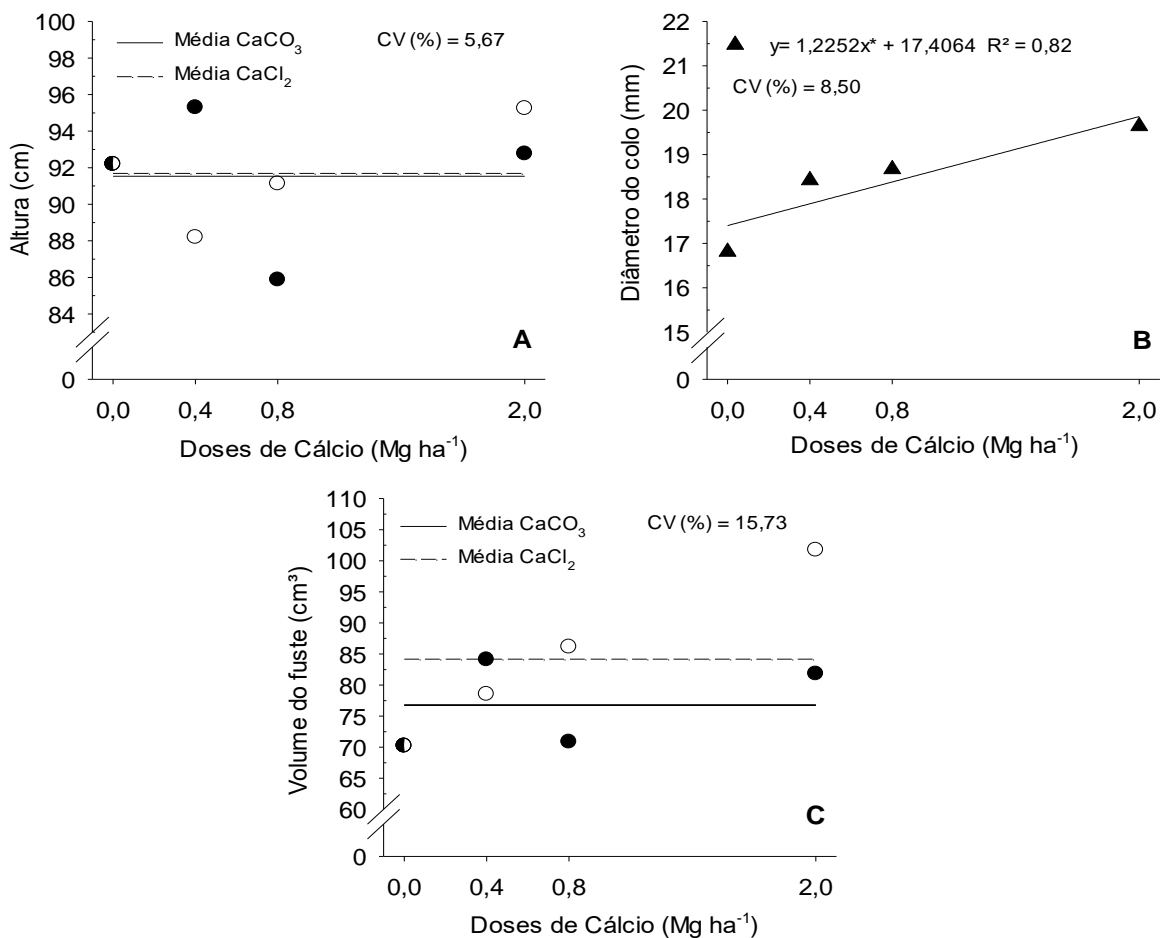 100
98
96
94
92
90
88
86
84
0
Altura (cm)
Média CaCO₃
CV (%) = 5,67
Média CaCl₂
A
0,0
0,4
0,8
2,0
Doses de Cálcio (Mg ha⁻¹)
22
21
20
19
18
17
16
15
0
Diâmetro do colo (mm)
y= 1,2252x* + 17,4064 R² = 0,82
CV (%) = 8,50
B
0,0
0,4
0,8
2,0
Doses de Cálcio (Mg ha⁻¹)
110
105
100
95
90
85
80
75
70
65
60
0
Volume do fuste (cm³)
Média CaCO₃
CV (%) = 15,73
Média CaCl₂
C
0,0
0,4
0,8
2,0
Doses de Cálcio (Mg ha⁻¹)